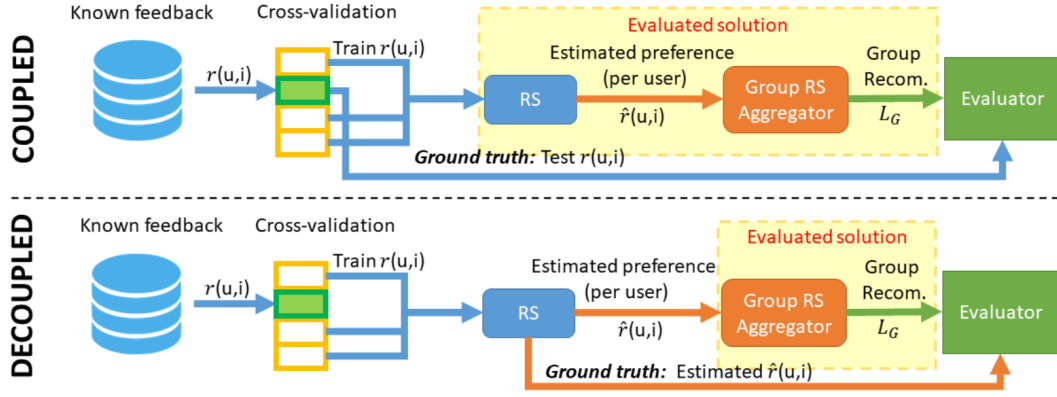 COUPLED
Known feedback
r(u,i)
Cross-validation
Train r(u,i)
Evaluated solution
RS
Estimated preference
(per user)
r̂(u,i)
Group RS
Aggregator
Group
Recom.
L_G
Evaluator
Ground truth: Test r(u,i)
DECOUPLED
Known feedback
r(u,i)
Cross-validation
Train r(u,i)
Evaluated solution
RS
Estimated preference
(per user)
r̂(u,i)
Group RS
Aggregator
Group
Recom.
L_G
Evaluator
Ground truth: Estimated r̂(u,i)